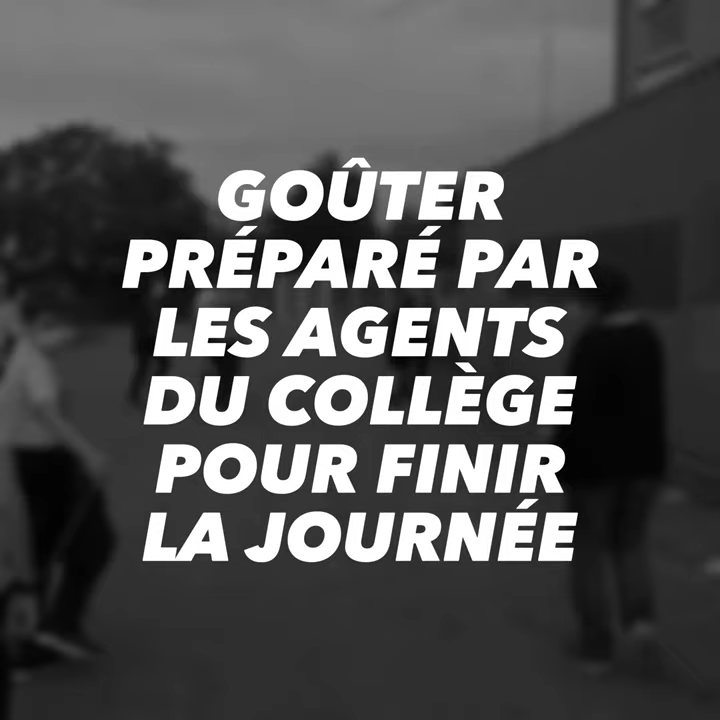 GOÛTER
PRÉPARÉ PAR
LES AGENTS
DU COLLÈGE
POUR FINIR
LA JOURNÉE